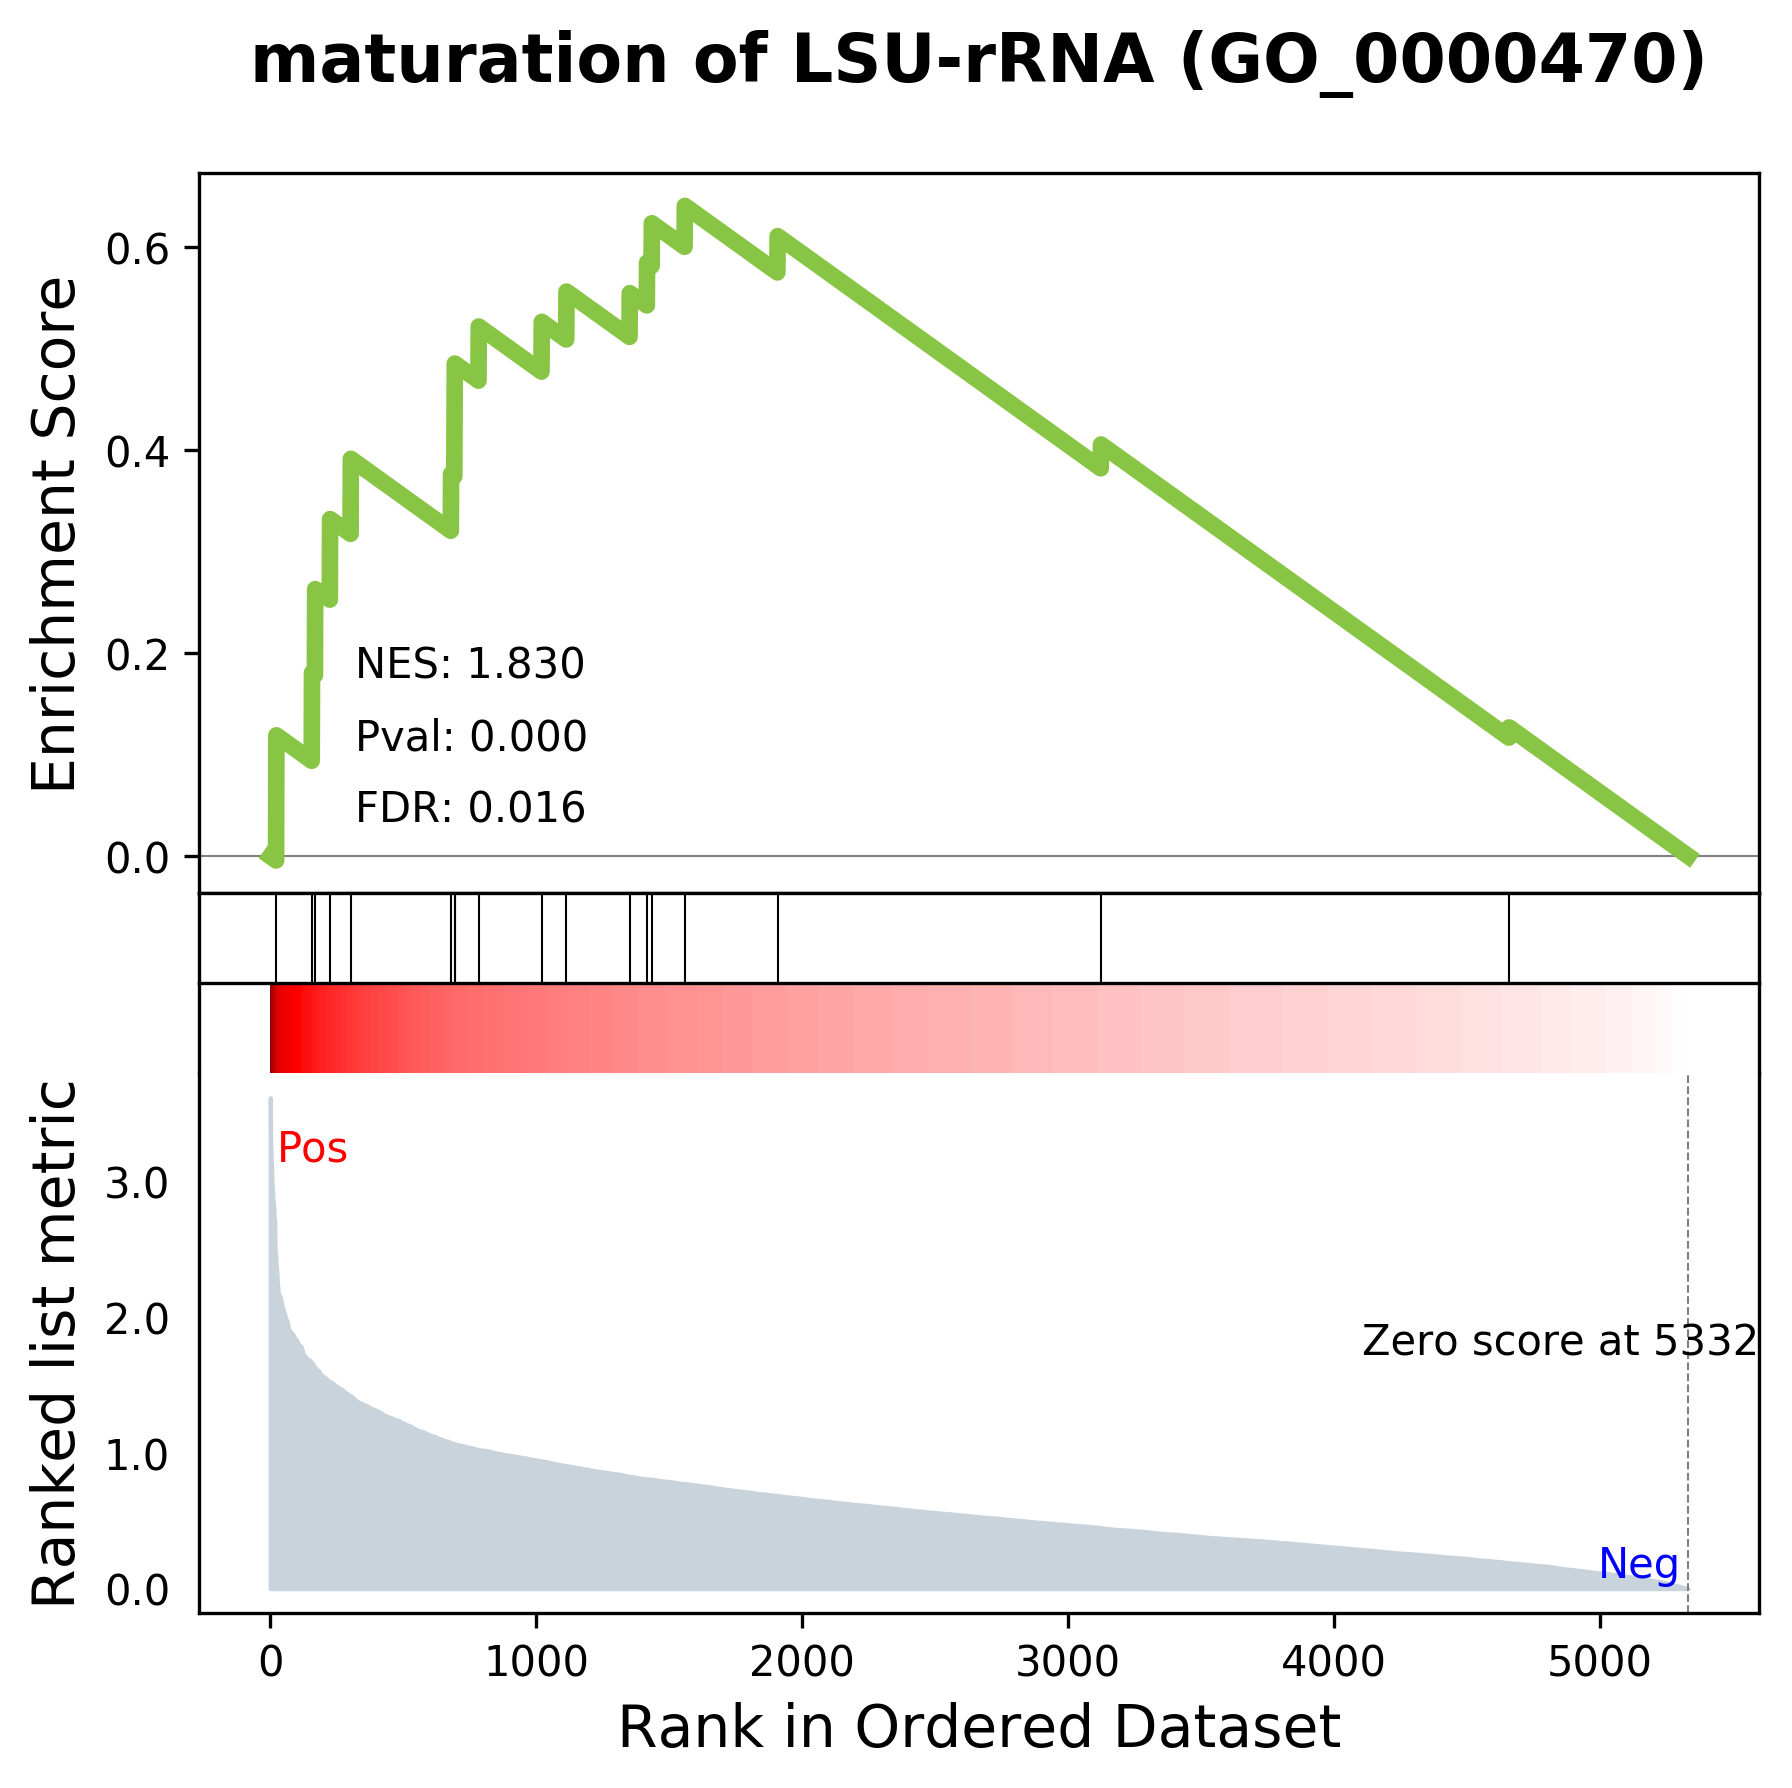 maturation of LSU-rRNA (GO_0000470)
Enrichment Score
0.6
0.4
0.2
0.0
NES: 1.830
Pval: 0.000
FDR: 0.016
Ranked list metric
Pos
3.0
2.0
1.0
0.0
Zero score at 5332
Neg
0 1000 2000 3000 4000 5000
Rank in Ordered Dataset